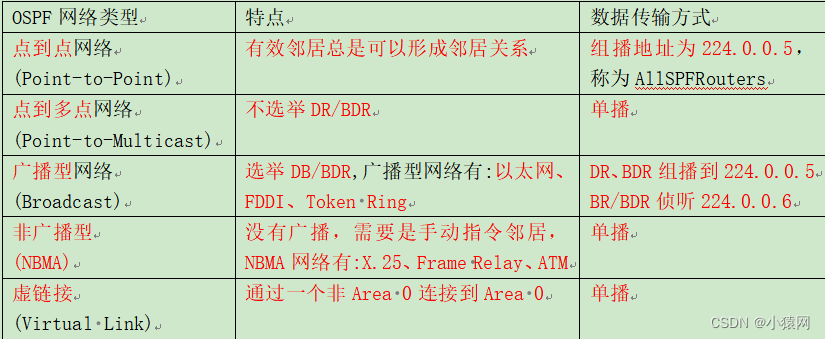 OSPF 网络类型 特点 数据传输方式
点到点网络 有效邻居总是可以形成邻居关系 组播地址为 224.0.0.5,
(Point-to-Point) 称为 AllSPFRouters
点到多点网络 不选举 DR/BDR 单播
(Point-to-Multicast)
广播型网络 选举 DB/BDR,广播型网络有:以太网、 DR、BDR 组播到 224.0.0.5
(Broadcast) FDDI、Token Ring BR/BDR 侦听 224.0.0.6
非广播型 没有广播，需要是手动指令邻居， 单播
(NBMA) NBMA 网络有:X.25、Frame Relay、ATM
虚链接 通过一个非 Area 0 连接到 Area 0 单播
(Virtual Link)
CSDN @小猿网